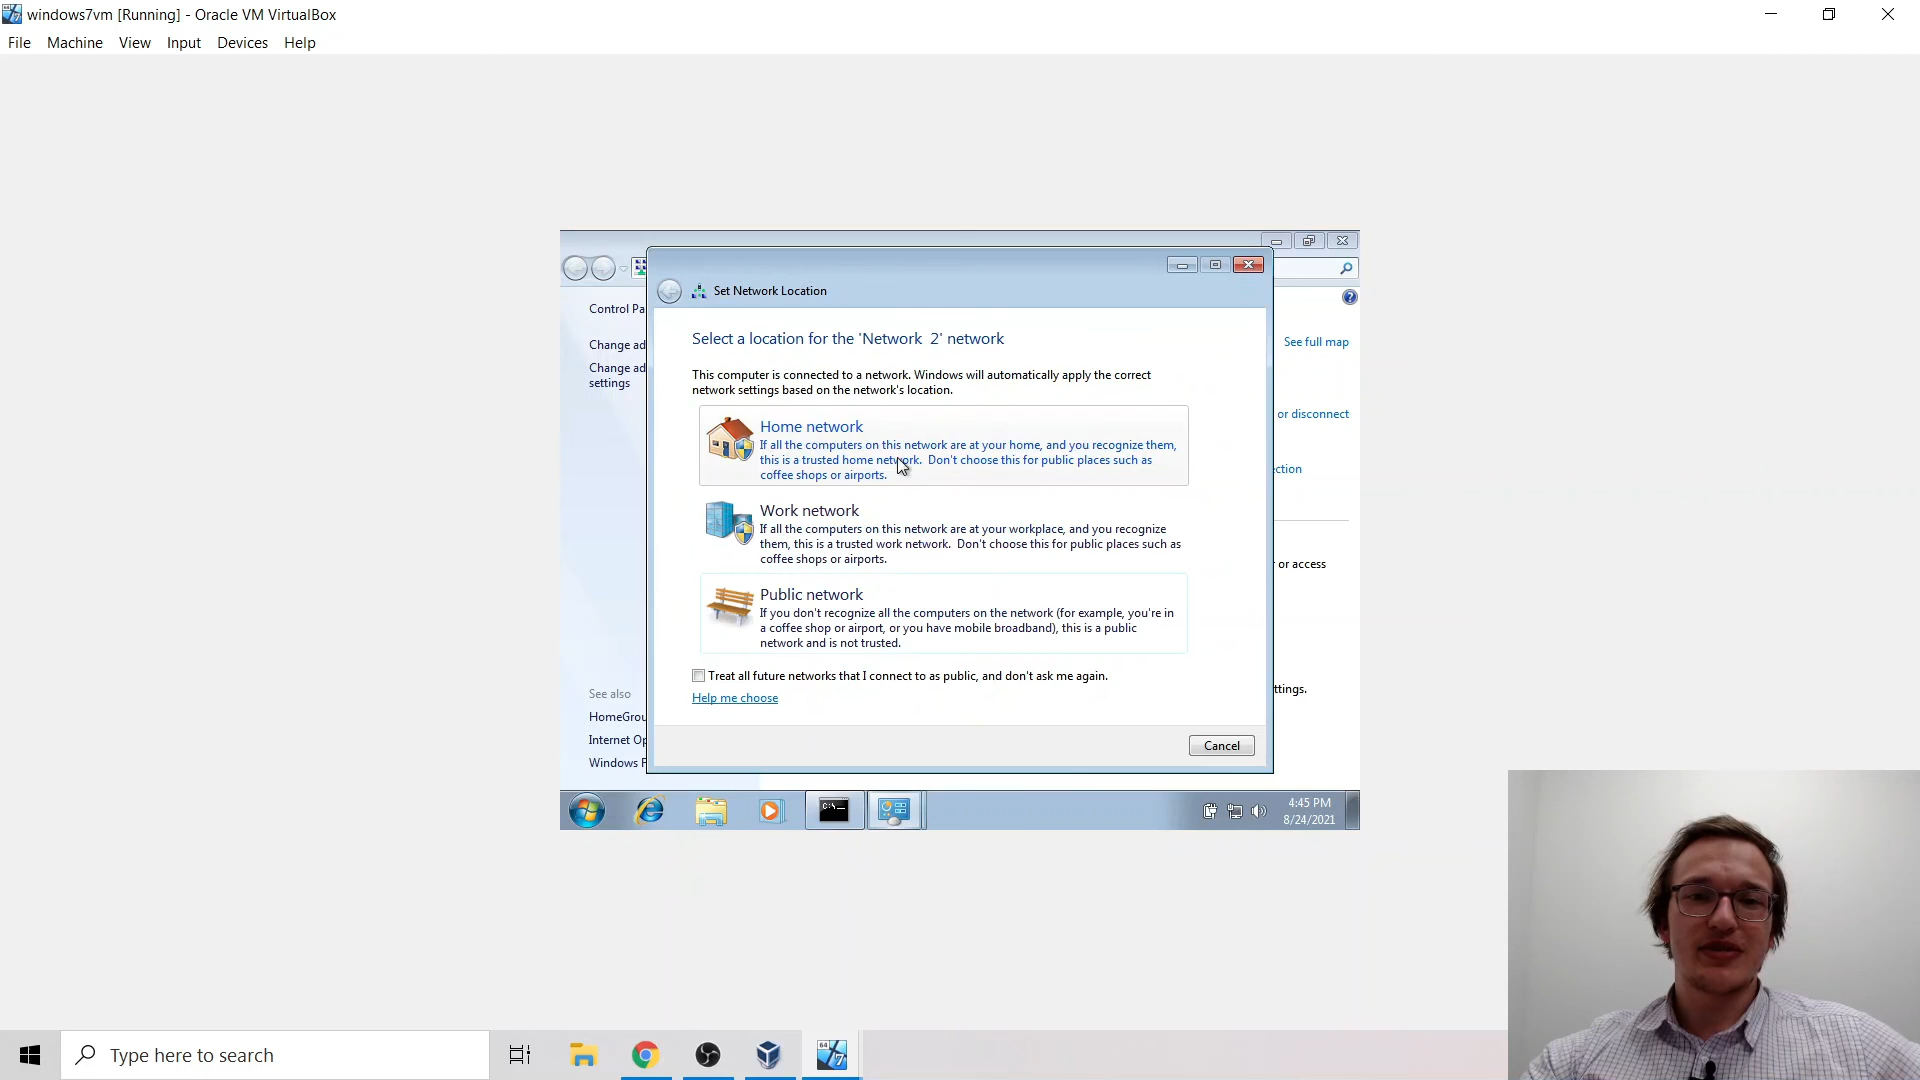 windows7vm [Running] - Oracle VM VirtualBox
File Machine View Input Devices Help
Set Network Location
Control Pa
Select a location for the 'Network 2' network
See full map
Change ad
Change ad
settings
This computer is connected to a network. Windows will automatically apply the correct
network settings based on the network's location.
or disconnect
Home network
If all the computers on this network are at your home, and you recognize them,
this is a trusted home network. Don't choose this for public places such as
coffee shops or airports.
ection
Work network
If all the computers on this network are at your workplace, and you recognize
them, this is a trusted work network. Don't choose this for public places such as
coffee shops or airports.
or access
Public network
If you don't recognize all the computers on the network (for example, you're in
a coffee shop or airport, or you have mobile broadband), this is a public
network and is not trusted.
Treat all future networks that I connect to as public, and don't ask me again.
ttings.
Help me choose
See also
HomeGrou
Internet Op
Windows F
Cancel
C:\
4:45 PM
8/24/2021
Type here to search
64
7